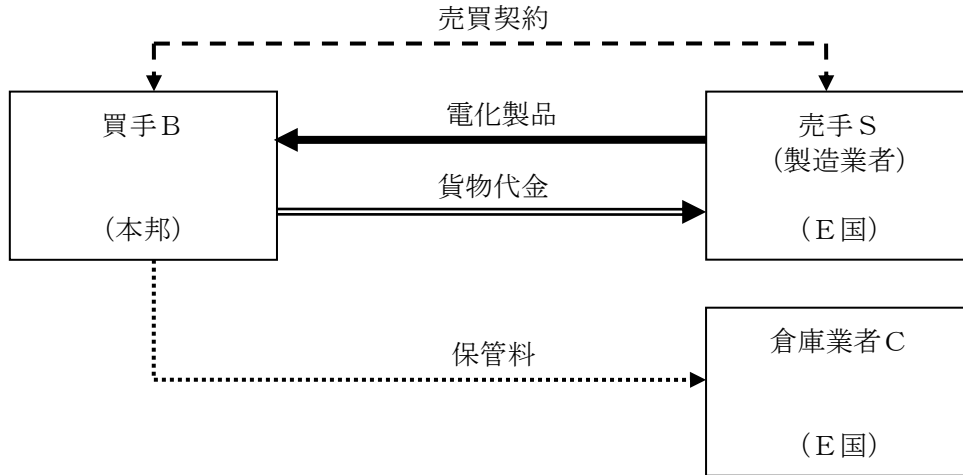 売買契約
買手Ｂ
（本邦）
電化製品
貨物代金
売手Ｓ
（製造業者）
（Ｅ国）
保管料
倉庫業者Ｃ
（Ｅ国）